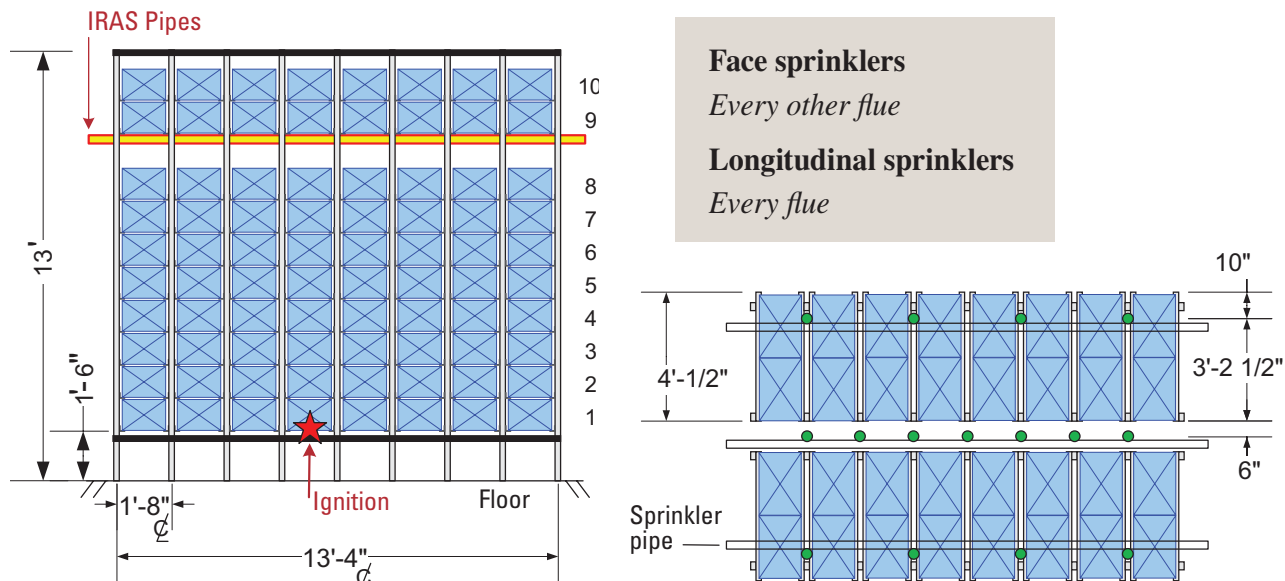 IRAS Pipes
13'
1'-6"
10
9
8
7
6
5
4
3
2
1
Ignition
Floor
1'-8"
℄
13'-4"
℄
Face sprinklers
Every other flue
Longitudinal sprinklers
Every flue
10"
4'-1/2"
3'-2 1/2"
6"
Sprinkler
pipe